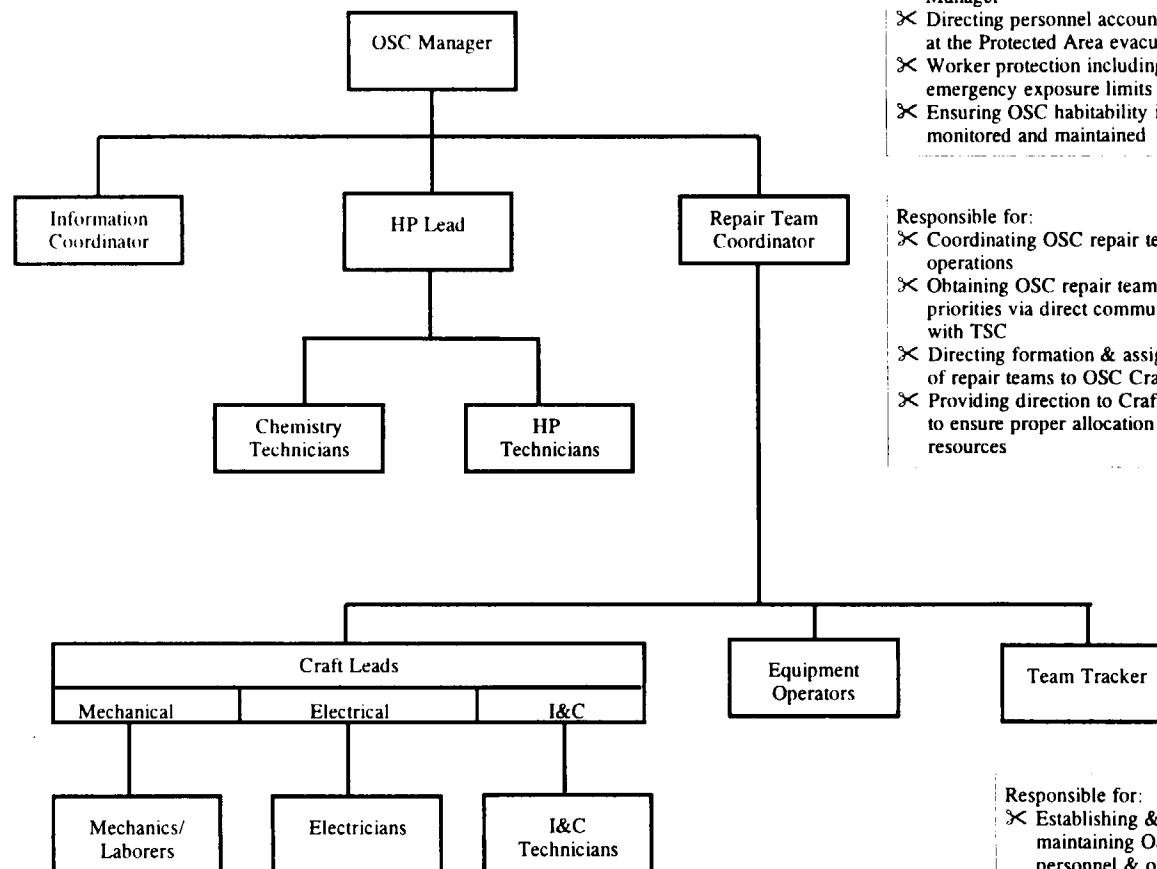 Manager
✂ Directing personnel accoun
at the Protected Area evacu
✂ Worker protection including
emergency exposure limits
✂ Ensuring OSC habitability i
monitored and maintained
OSC Manager
Information
Coordinator
HP Lead
Repair Team
Coordinator
Responsible for:
✂ Coordinating OSC repair te
operations
✂ Obtaining OSC repair team
priorities via direct commu
with TSC
✂ Directing formation & assig
of repair teams to OSC Cra
✂ Providing direction to Craf
to ensure proper allocation
resources
Chemistry
Technicians
HP
Technicians
Craft Leads
Mechanical
Electrical
I&C
Equipment
Operators
Team Tracker
Mechanics/
Laborers
Electricians
I&C
Technicians
Responsible for:
✂ Establishing &
maintaining O
personnel & o